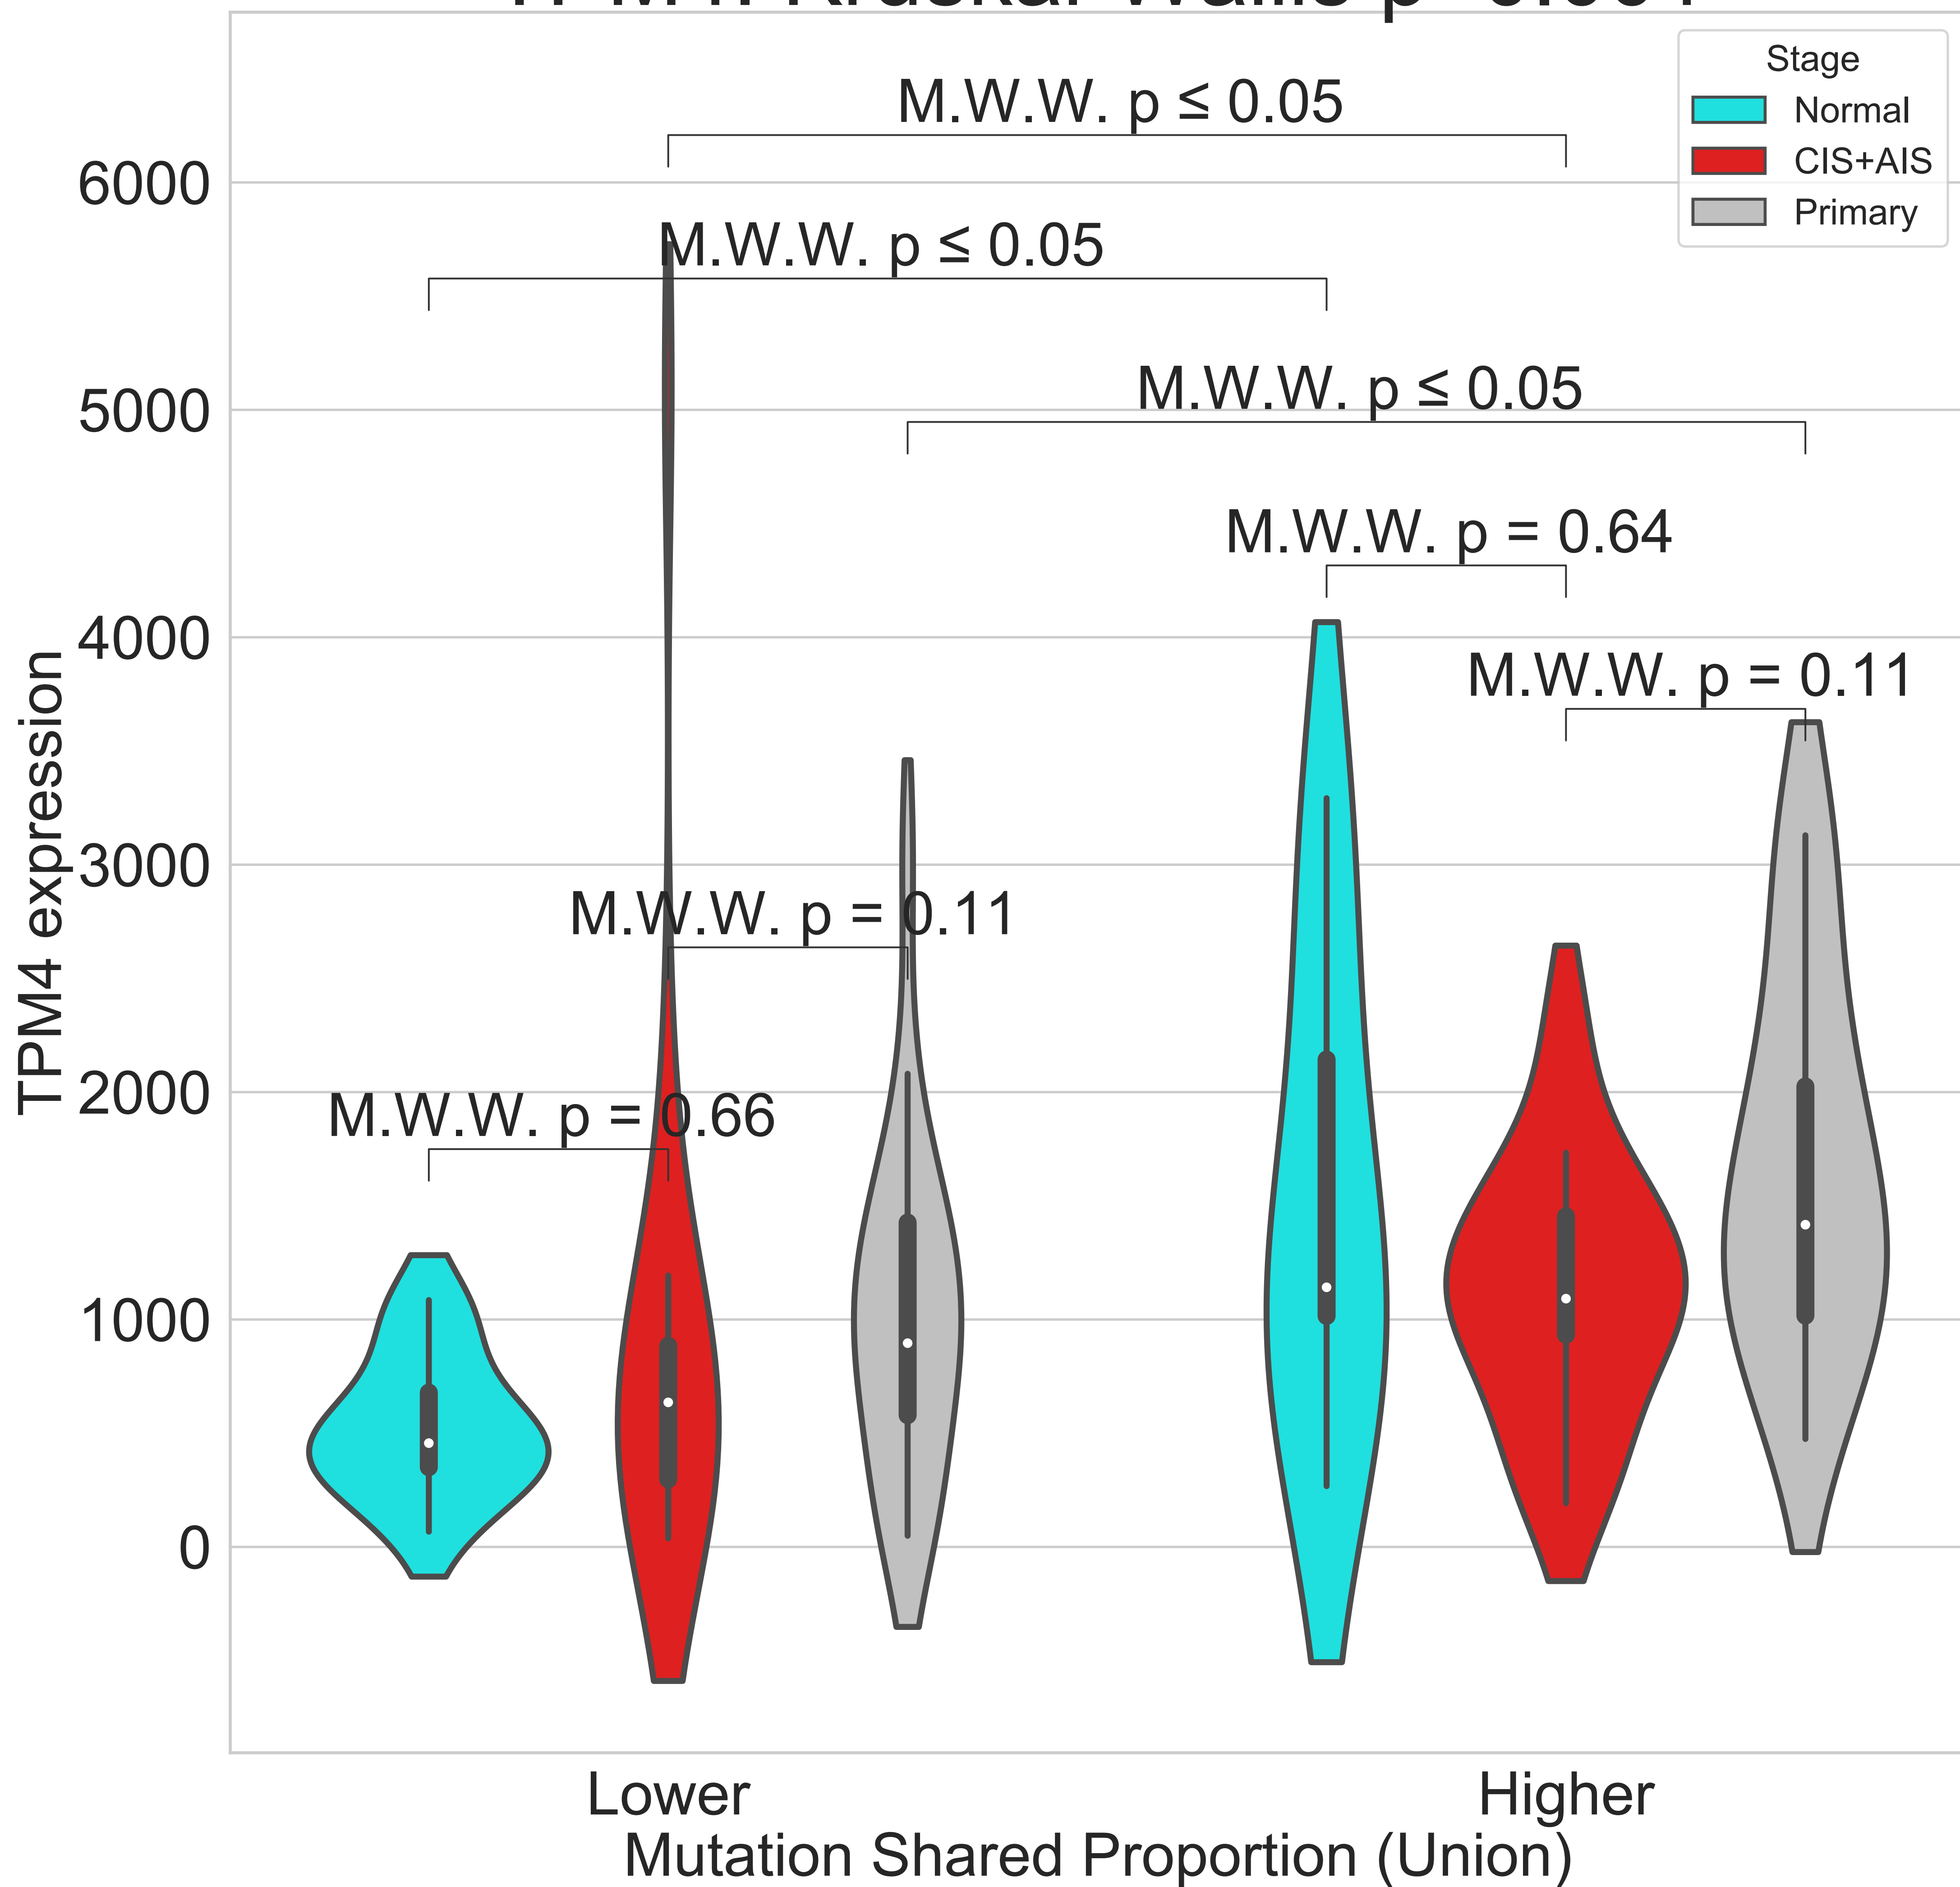 Stage
Normal
CIS+AIS
Primary
M.W.W. p ≤ 0.05
M.W.W. p ≤ 0.05
M.W.W. p ≤ 0.05
M.W.W. p = 0.64
M.W.W. p = 0.11
M.W.W. p = 0.11
M.W.W. p = 0.66
6000
5000
4000
3000
2000
1000
0
TPM4 expression
Lower
Higher
Mutation Shared Proportion (Union)